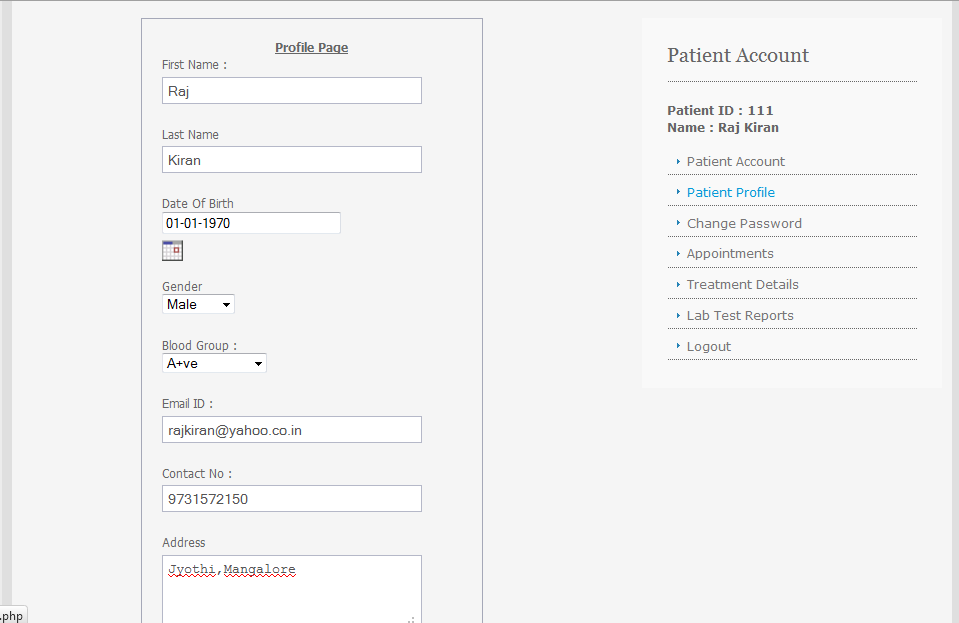 Profile Page
First Name :
Raj
Last Name
Kiran
Date Of Birth
01-01-1970
Gender
Male
Blood Group :
A+ve
Email ID :
rajkiran@yahoo.co.in
Contact No :
9731572150
Address
Jyothi,Mangalore
.php
Patient Account
Patient ID : 111
Name : Raj Kiran
Patient Account
Patient Profile
Change Password
Appointments
Treatment Details
Lab Test Reports
Logout